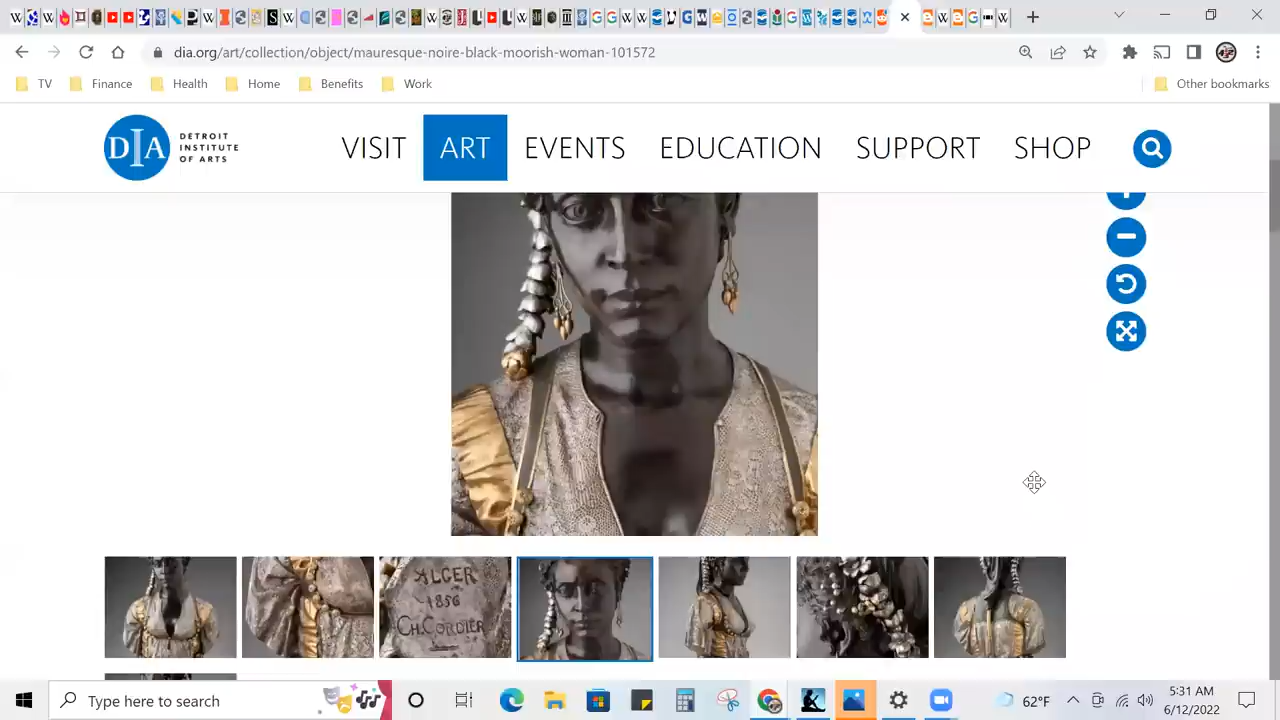 dia.org/art/collection/object/mauresque-noire-black-moorish-woman-101572
TV Finance Health Home Benefits Work Other bookmarks
DIA
DETROIT
INSTITUTE
OF ARTS
VISIT ART EVENTS EDUCATION SUPPORT SHOP
ALGER
1856
CH. CORDIER
Type here to search
62°F
5:31 AM
6/12/2022